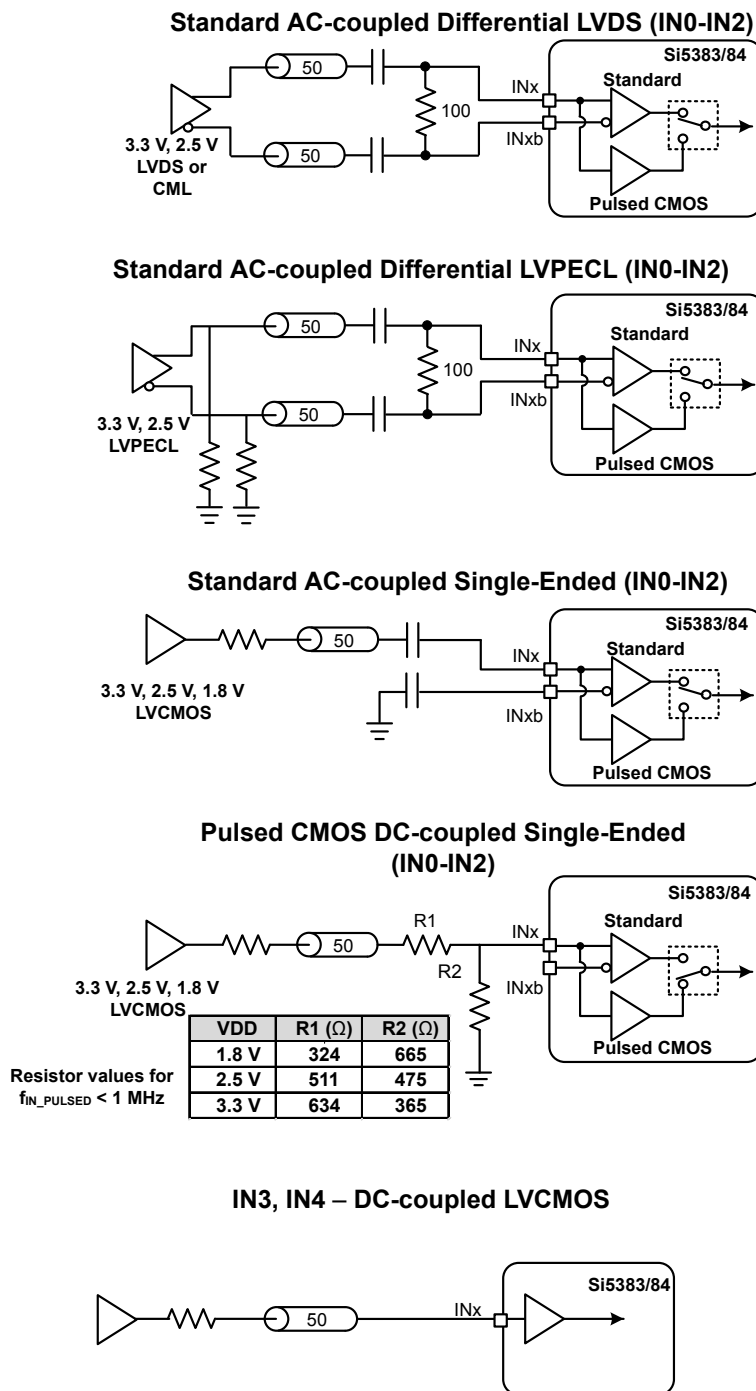 Standard AC-coupled Differential LVDS (IN0-IN2)
Si5383/84
50
INx
Standard
100
3.3 V, 2.5 V
LVDS or
CML
50
INxb
Pulsed CMOS
Standard AC-coupled Differential LVPECL (IN0-IN2)
Si5383/84
50
INx
Standard
100
3.3 V, 2.5 V
LVPECL
50
INxb
Pulsed CMOS
Standard AC-coupled Single-Ended (IN0-IN2)
Si5383/84
50
INx
Standard
3.3 V, 2.5 V, 1.8 V
LVCMOS
INxb
Pulsed CMOS
Pulsed CMOS DC-coupled Single-Ended
(IN0-IN2)
Si5383/84
R1
INx
Standard
50
R2
INxb
3.3 V, 2.5 V, 1.8 V
LVCMOS
Pulsed CMOS
VDD R1 (Ω) R2 (Ω)
1.8 V 324 665
2.5 V 511 475
3.3 V 634 365
Resistor values for
fIN_PULSED < 1 MHz
IN3, IN4 – DC-coupled LVCMOS
Si5383/84
50
INx